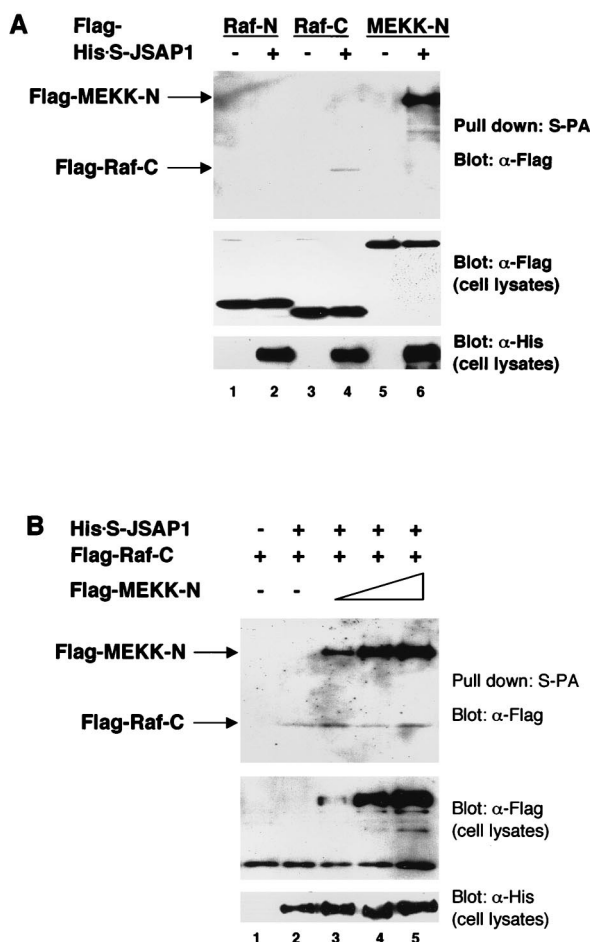 A
Flag- Raf-N Raf-C MEKK-N
His·S-JSAP1 - + - + - +
Flag-MEKK-N
Pull down: S-PA
Blot: α-Flag
Flag-Raf-C
Blot: α-Flag
(cell lysates)
Blot: α-His
(cell lysates)
1 2 3 4 5 6
B
His·S-JSAP1 - + + + +
Flag-Raf-C + + + + +
Flag-MEKK-N - -
Flag-MEKK-N
Pull down: S-PA
Flag-Raf-C
Blot: α-Flag
Blot: α-Flag
(cell lysates)
Blot: α-His
(cell lysates)
1 2 3 4 5